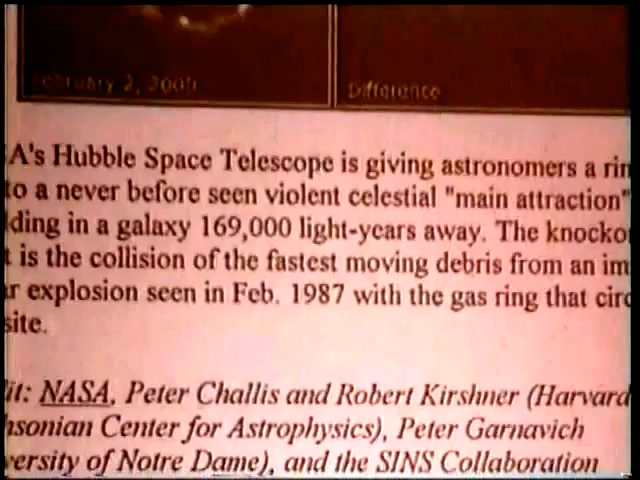 February 2, 2000
Difference
A's Hubble Space Telescope is giving astronomers a rin
to a never before seen violent celestial "main attraction"
ding in a galaxy 169,000 light-years away. The knocko
t is the collision of the fastest moving debris from an im
r explosion seen in Feb. 1987 with the gas ring that circ
site.
it: NASA, Peter Challis and Robert Kirshner (Harvard
hsonian Center for Astrophysics), Peter Garnavich
versity of Notre Dame), and the SINS Collaboration